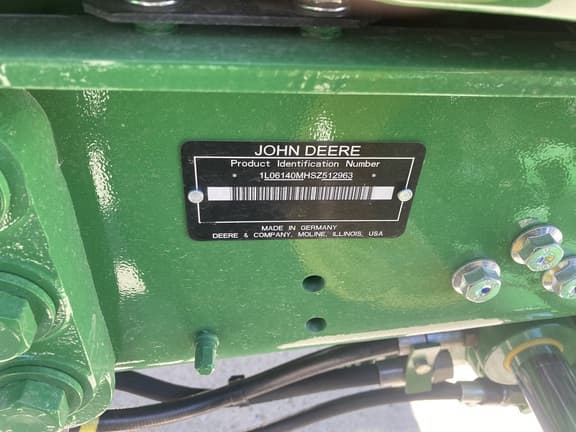 JOHN DEERE
Product Identification Number
* 1L06140MHSZ512963 *
MADE IN GERMANY
DEERE & COMPANY, MOLINE, ILLINOIS, USA